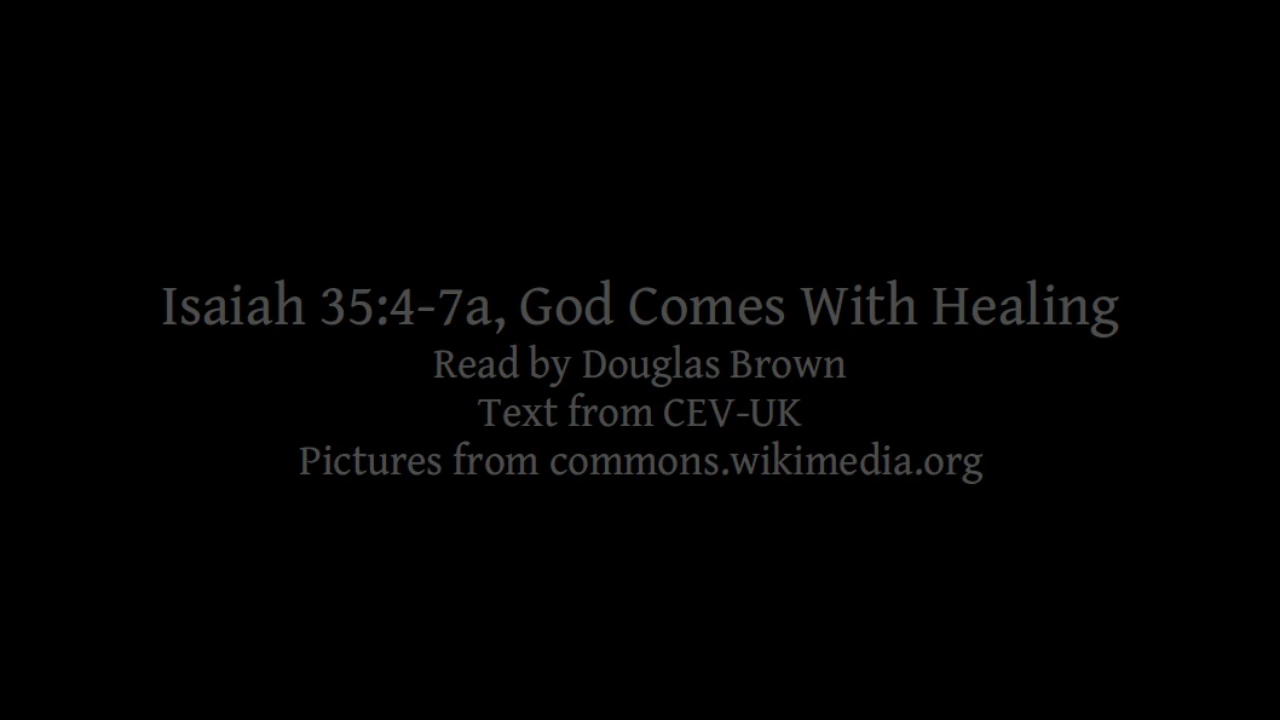 Isaiah 35:4-7a, God Comes With Healing
Read by Douglas Brown
Text from CEV-UK
Pictures from commons.wikimedia.org